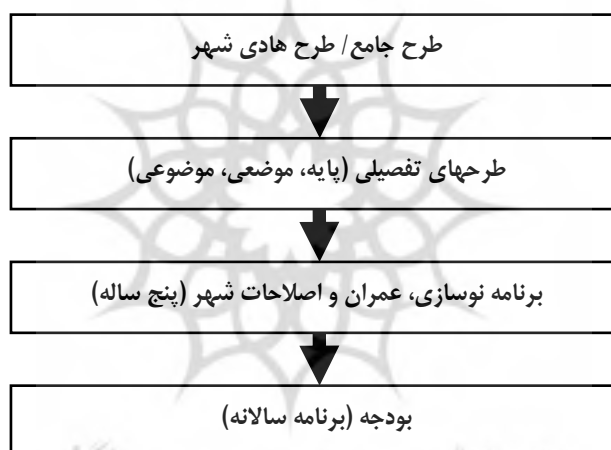 طرح جامع/ طرح هادی شهر
طرحهای تفصیلی (پایه، موضعی، موضوعی)
برنامه نوسازی، عمران و اصلاحات شهر (پنج ساله)
بودجه (برنامه سالانه)